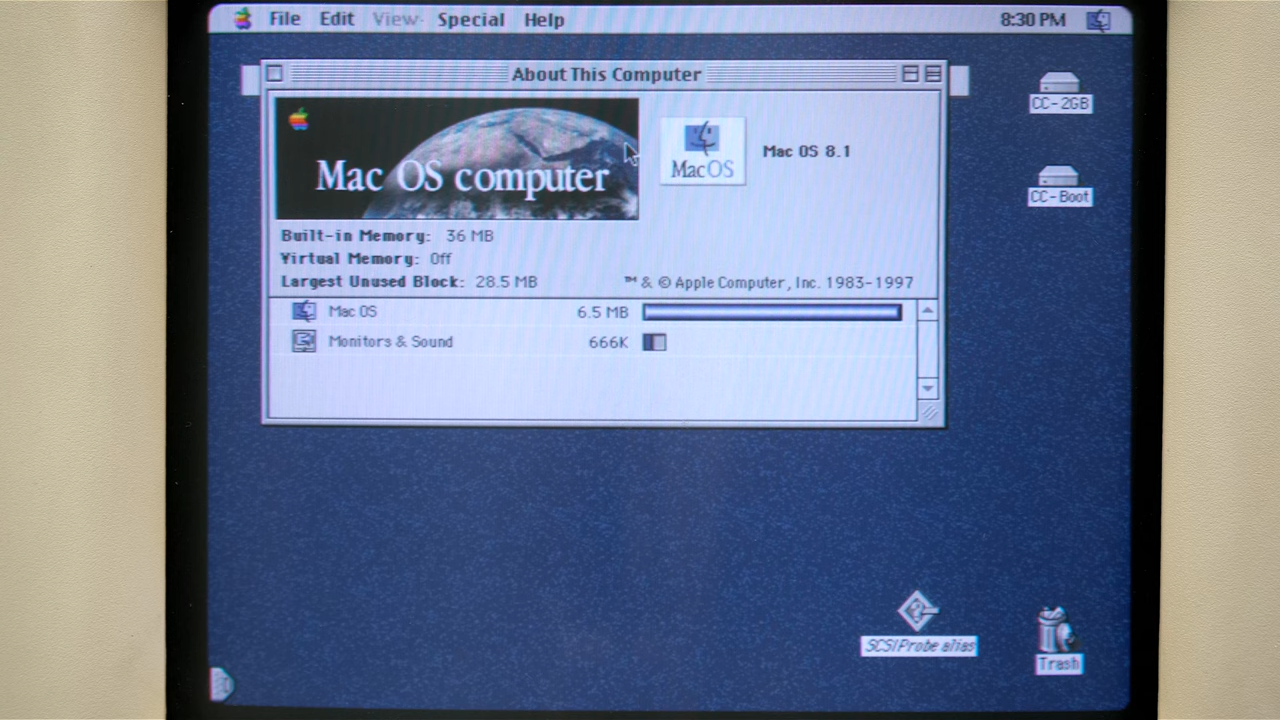 File Edit View Special Help 8:30 PM
About This Computer
CC-2GB
Mac OS computer
MacOS
Mac OS 8.1
CC-Boot
Built-in Memory: 36 MB
Virtual Memory: Off
Largest Unused Block: 28.5 MB ™ & © Apple Computer, Inc. 1983-1997
Mac OS 6.5 MB
Monitors & Sound 666K
SCSIProbe alias
Trash